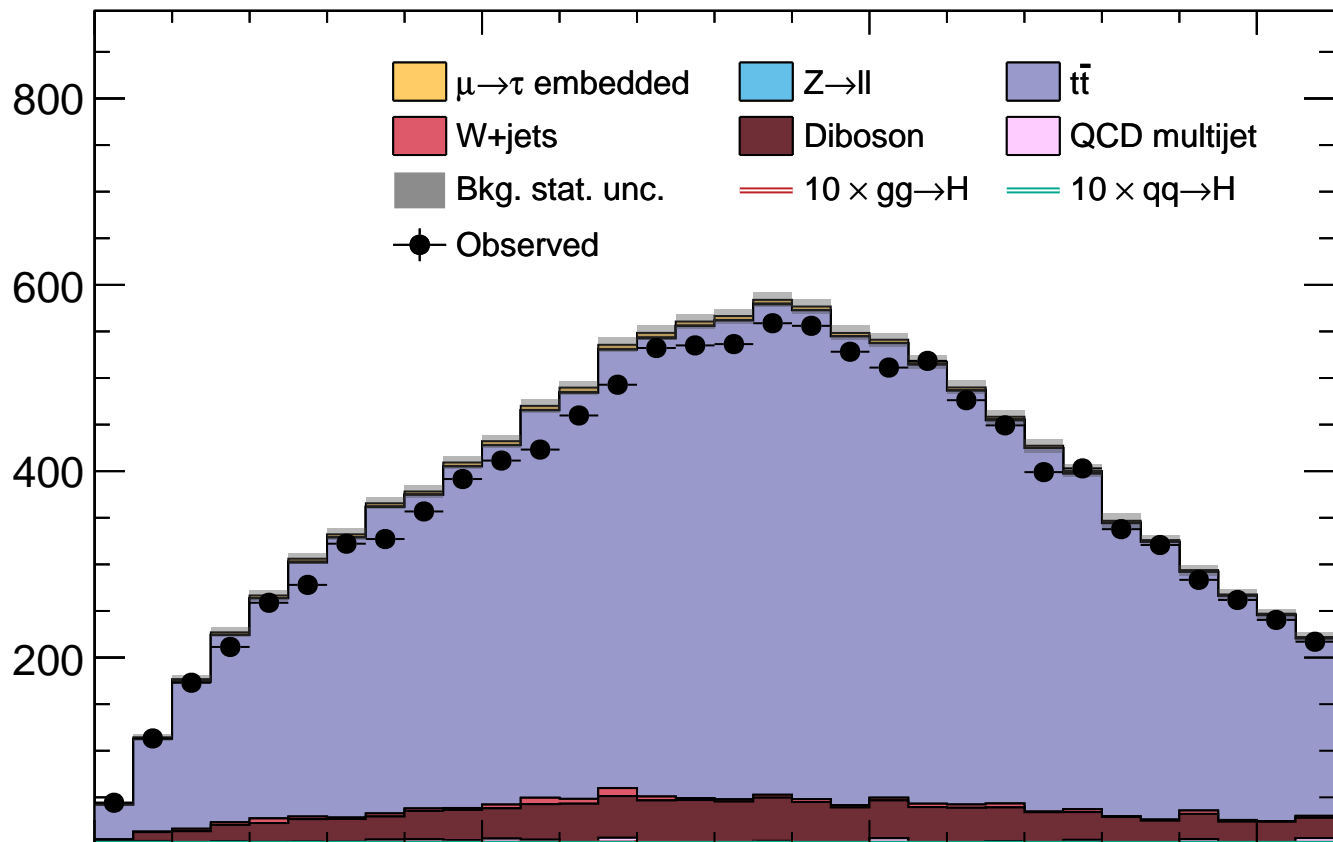 800
μ→τ embedded Z→ll tt̄
W+jets Diboson QCD multijet
Bkg. stat. unc. 10 × gg→H 10 × qq→H
Observed
600
400
200